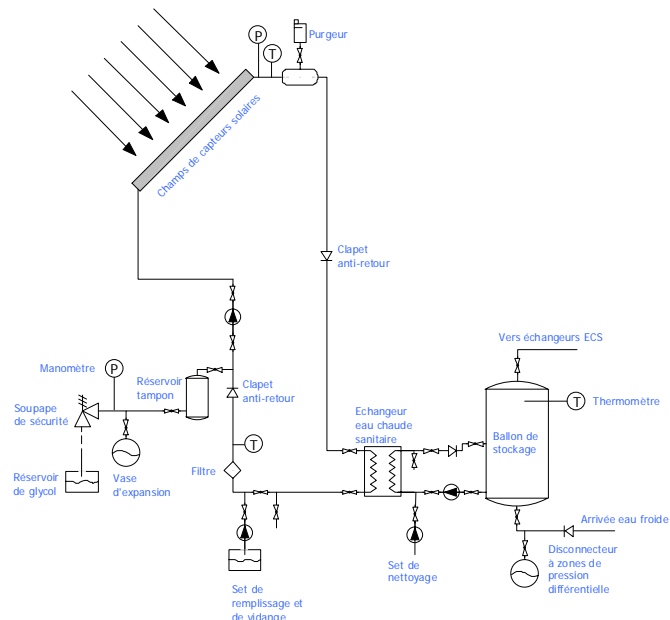 Purgeur
P
T
Champs de capteurs solaires
Clapet
anti-retour
Vers échangeurs ECS
Manomètre
P
Réservoir
tampon
Clapet
anti-retour
Soupape
de sécurité
T
Thermomètre
Echangeur
eau chaude
sanitaire
Ballon de
stockage
T
Filtre
Réservoir
de glycol
Vase
d'expansion
Arrivée eau froide
Set de
remplissage et
de vidange
Set de
nettoyage
Disconnecteur
à zones de
pression
différentielle